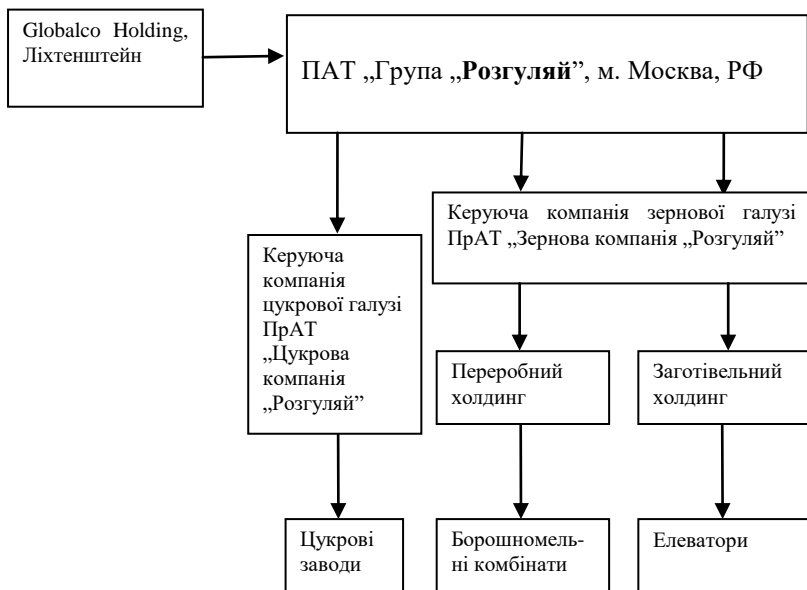 Globalco Holding,
Ліхтенштейн
ПАТ „Група „Розгуляй”, м. Москва, РФ
Керуюча компанія зернової галузі
ПрАТ „Зернова компанія „Розгуляй”
Керуюча
компанія
цукрової галузі
ПрАТ
„Цукрова
компанія
„Розгуляй”
Переробний
холдинг
Заготівельний
холдинг
Цукрові
заводи
Борошномель-
ні комбінати
Елеватори